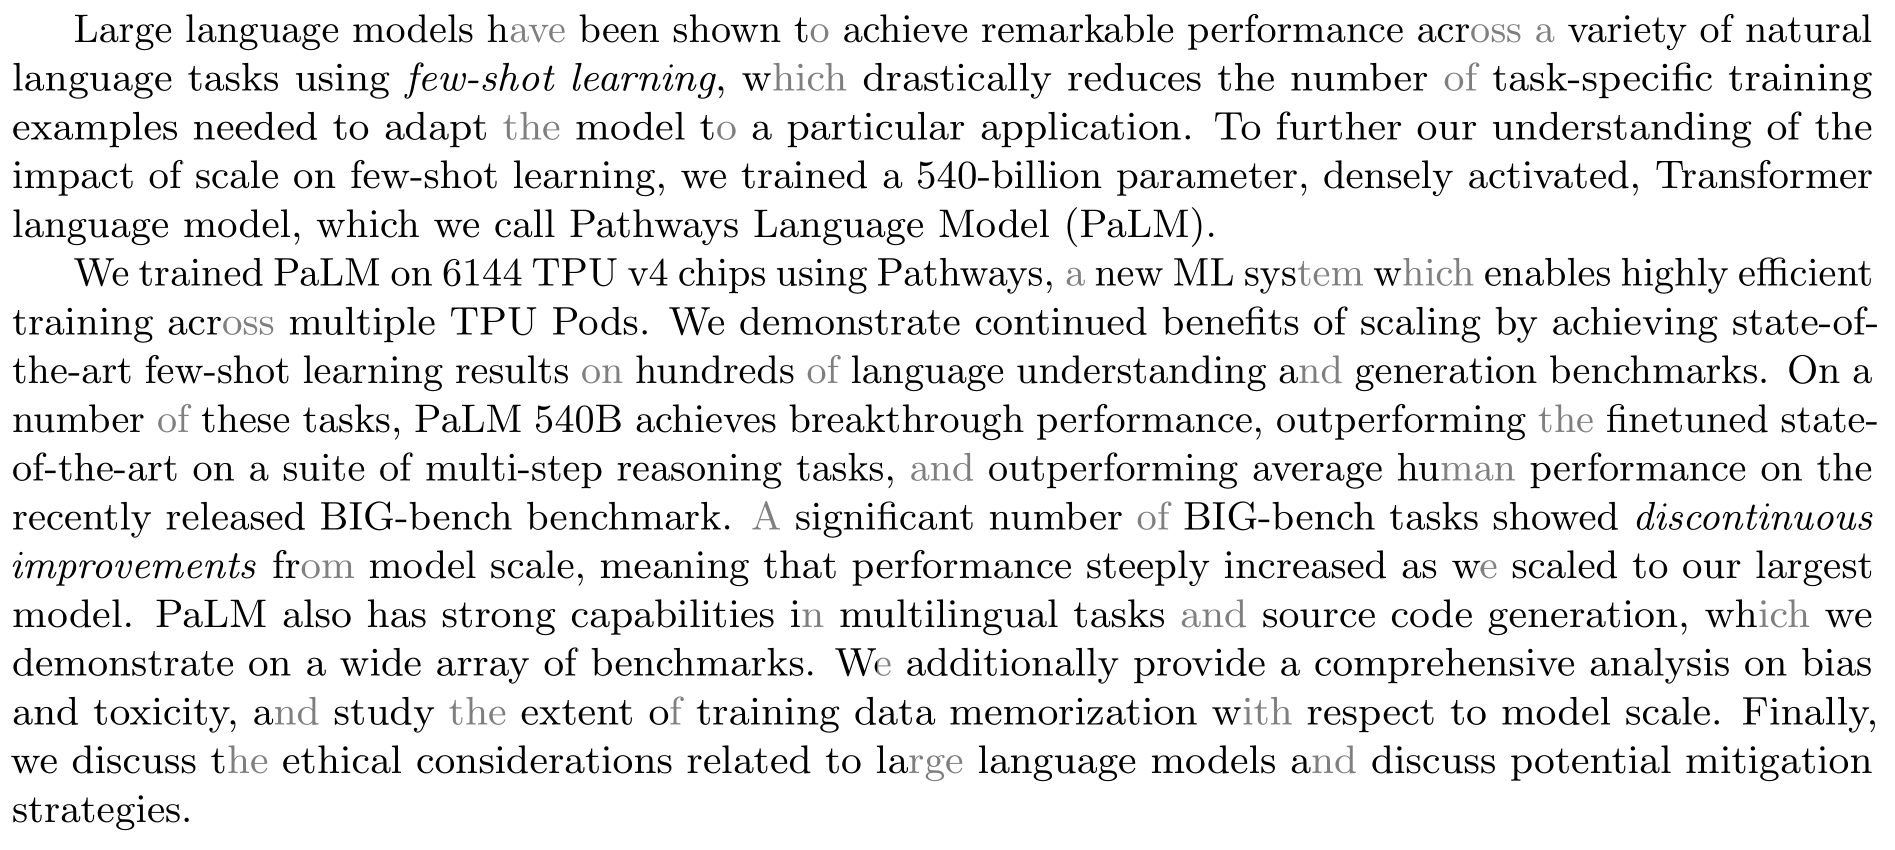 Large language models have been shown to achieve remarkable performance across a variety of natural
language tasks using few-shot learning, which drastically reduces the number of task-specific training
examples needed to adapt the model to a particular application. To further our understanding of the
impact of scale on few-shot learning, we trained a 540-billion parameter, densely activated, Transformer
language model, which we call Pathways Language Model (PaLM).
We trained PaLM on 6144 TPU v4 chips using Pathways, a new ML system which enables highly efficient
training across multiple TPU Pods. We demonstrate continued benefits of scaling by achieving state-of-
the-art few-shot learning results on hundreds of language understanding and generation benchmarks. On a
number of these tasks, PaLM 540B achieves breakthrough performance, outperforming the finetuned state-
of-the-art on a suite of multi-step reasoning tasks, and outperforming average human performance on the
recently released BIG-bench benchmark. A significant number of BIG-bench tasks showed discontinuous
improvements from model scale, meaning that performance steeply increased as we scaled to our largest
model. PaLM also has strong capabilities in multilingual tasks and source code generation, which we
demonstrate on a wide array of benchmarks. We additionally provide a comprehensive analysis on bias
and toxicity, and study the extent of training data memorization with respect to model scale. Finally,
we discuss the ethical considerations related to large language models and discuss potential mitigation
strategies.